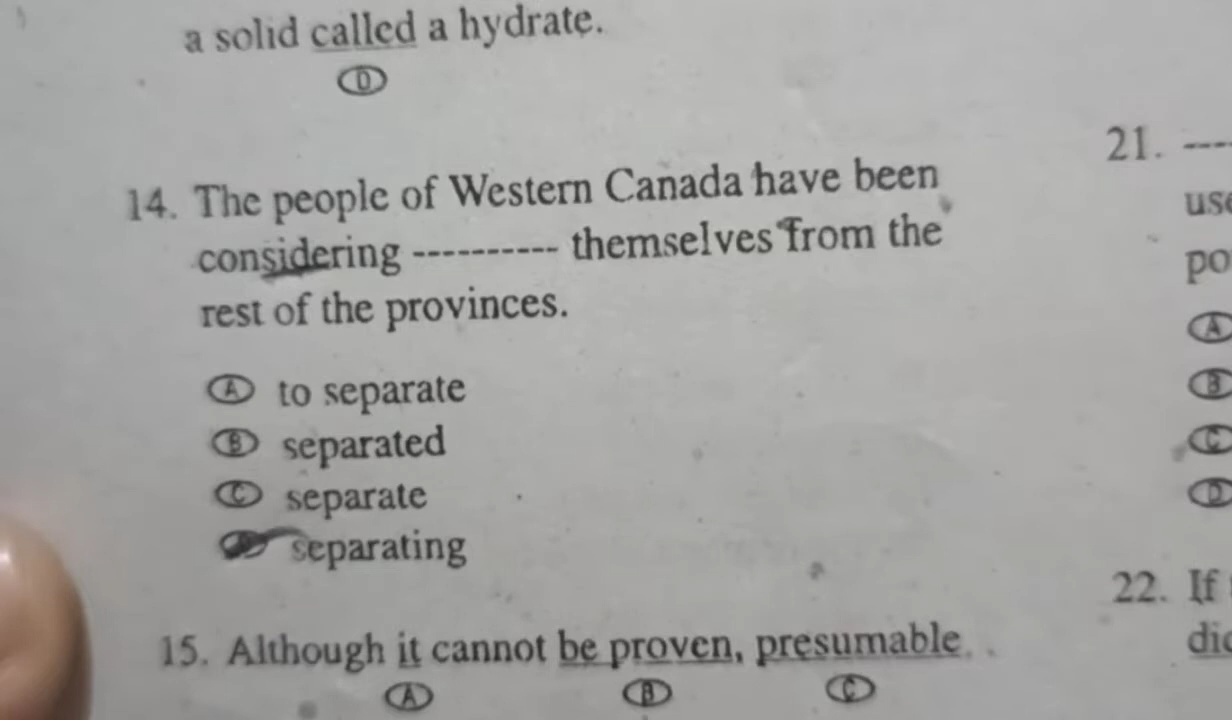 a solid called a hydrate.
D
14. The people of Western Canada have been
considering ---------- themselves from the
rest of the provinces.
A to separate
B separated
C separate
separating
15. Although it cannot be proven, presumable
A B C
21. ----
A
B
C
D
22. If